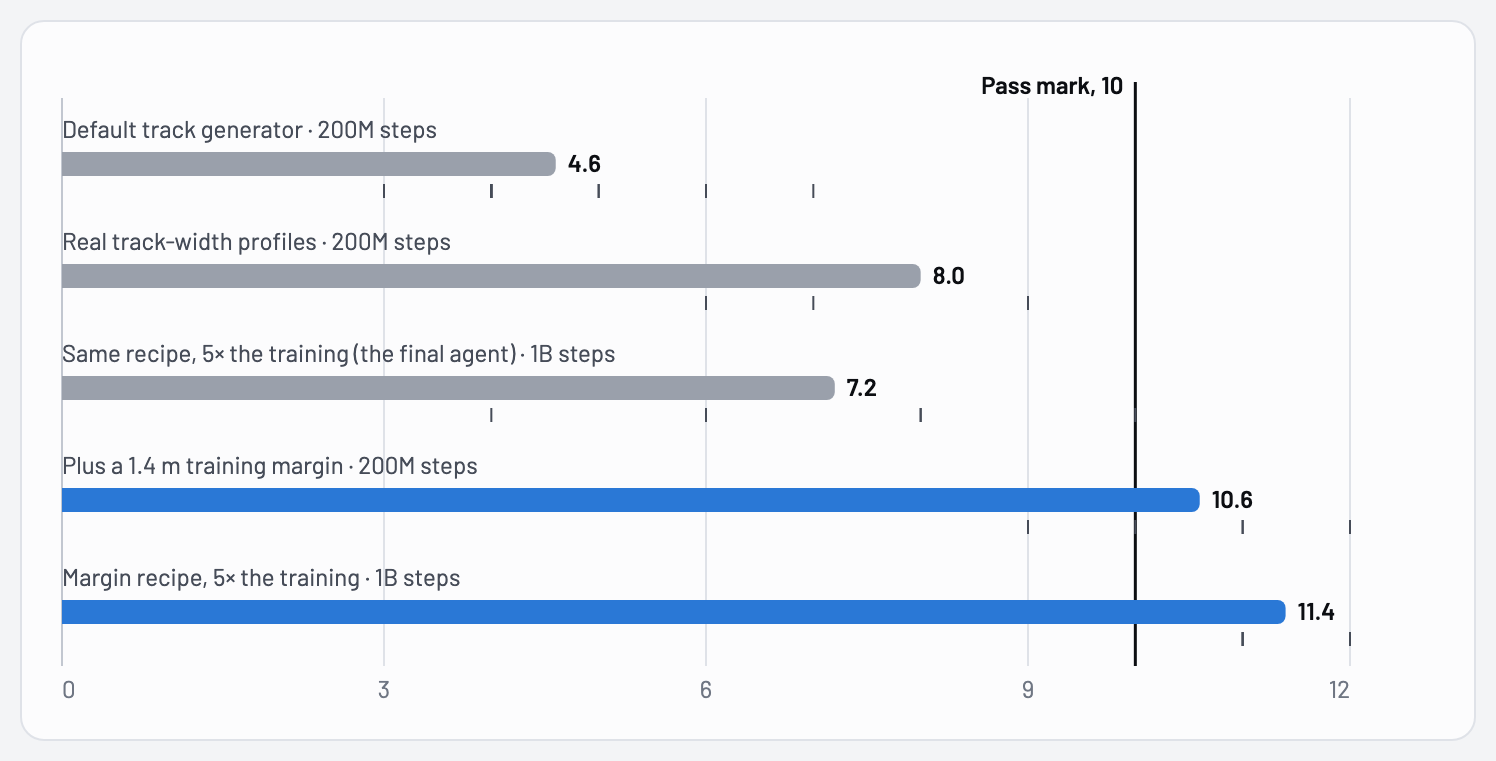 Pass mark, 10
Default track generator · 200M steps
4.6
Real track-width profiles · 200M steps
8.0
Same recipe, 5× the training (the final agent) · 1B steps
7.2
Plus a 1.4 m training margin · 200M steps
10.6
Margin recipe, 5× the training · 1B steps
11.4
0 3 6 9 12